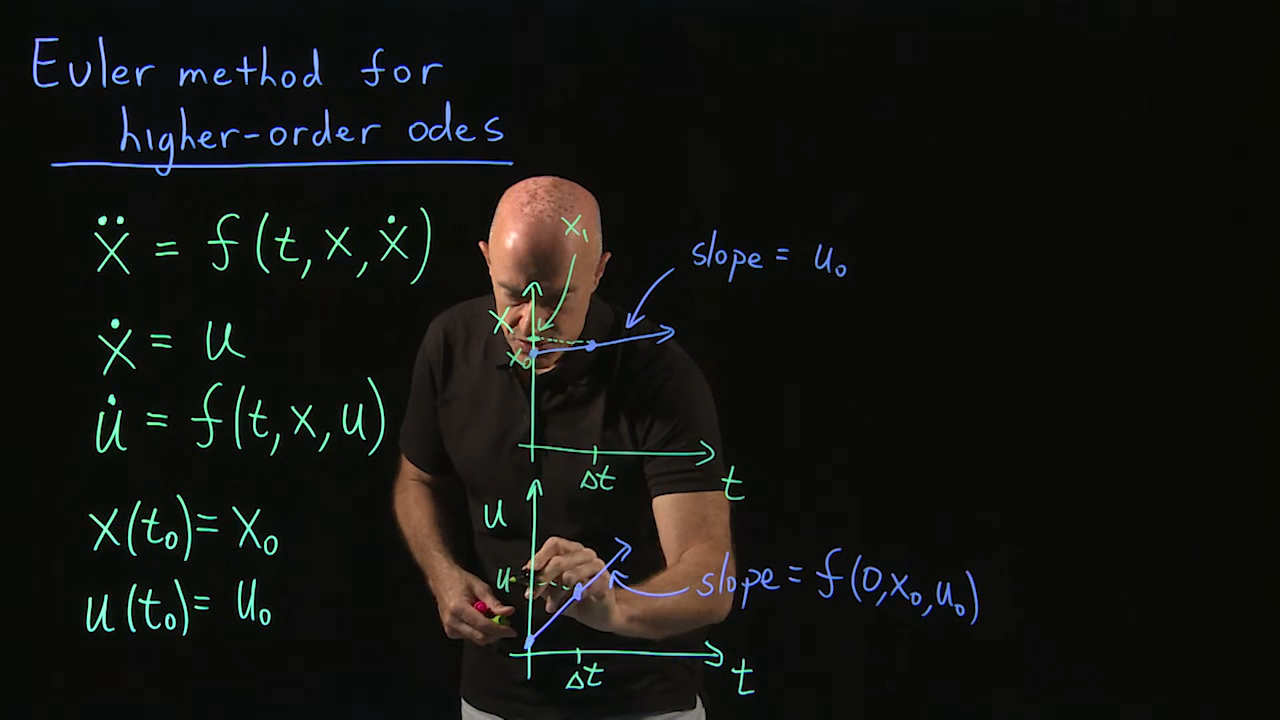 Euler method for
higher-order odes
ẍ = f(t, x, ẋ)
ẋ = u
u̇ = f(t, x, u)
x(t₀) = x₀
u(t₀) = u₀
x₁
slope = u₀
x
x₀
Δt
t
u
u
slope = f(0, x₀, u₀)
Δt
t